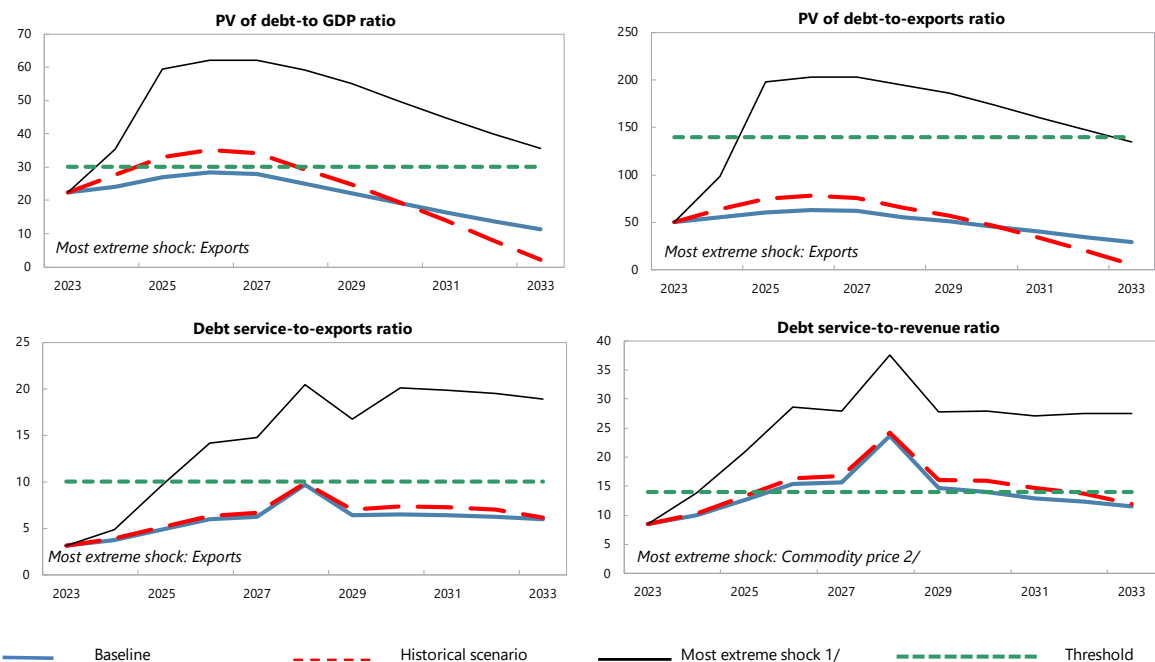 PV of debt-to GDP ratio
70
60
50
40
30
20
10
0
Most extreme shock: Exports
2023 2025 2027 2029 2031 2033
PV of debt-to-exports ratio
250
200
150
100
50
0
Most extreme shock: Exports
2023 2025 2027 2029 2031 2033
Debt service-to-exports ratio
25
20
15
10
5
0
Most extreme shock: Exports
2023 2025 2027 2029 2031 2033
Debt service-to-revenue ratio
40
35
30
25
20
15
10
5
0
Most extreme shock: Commodity price 2/
2023 2025 2027 2029 2031 2033
Baseline Historical scenario Most extreme shock 1/ Threshold